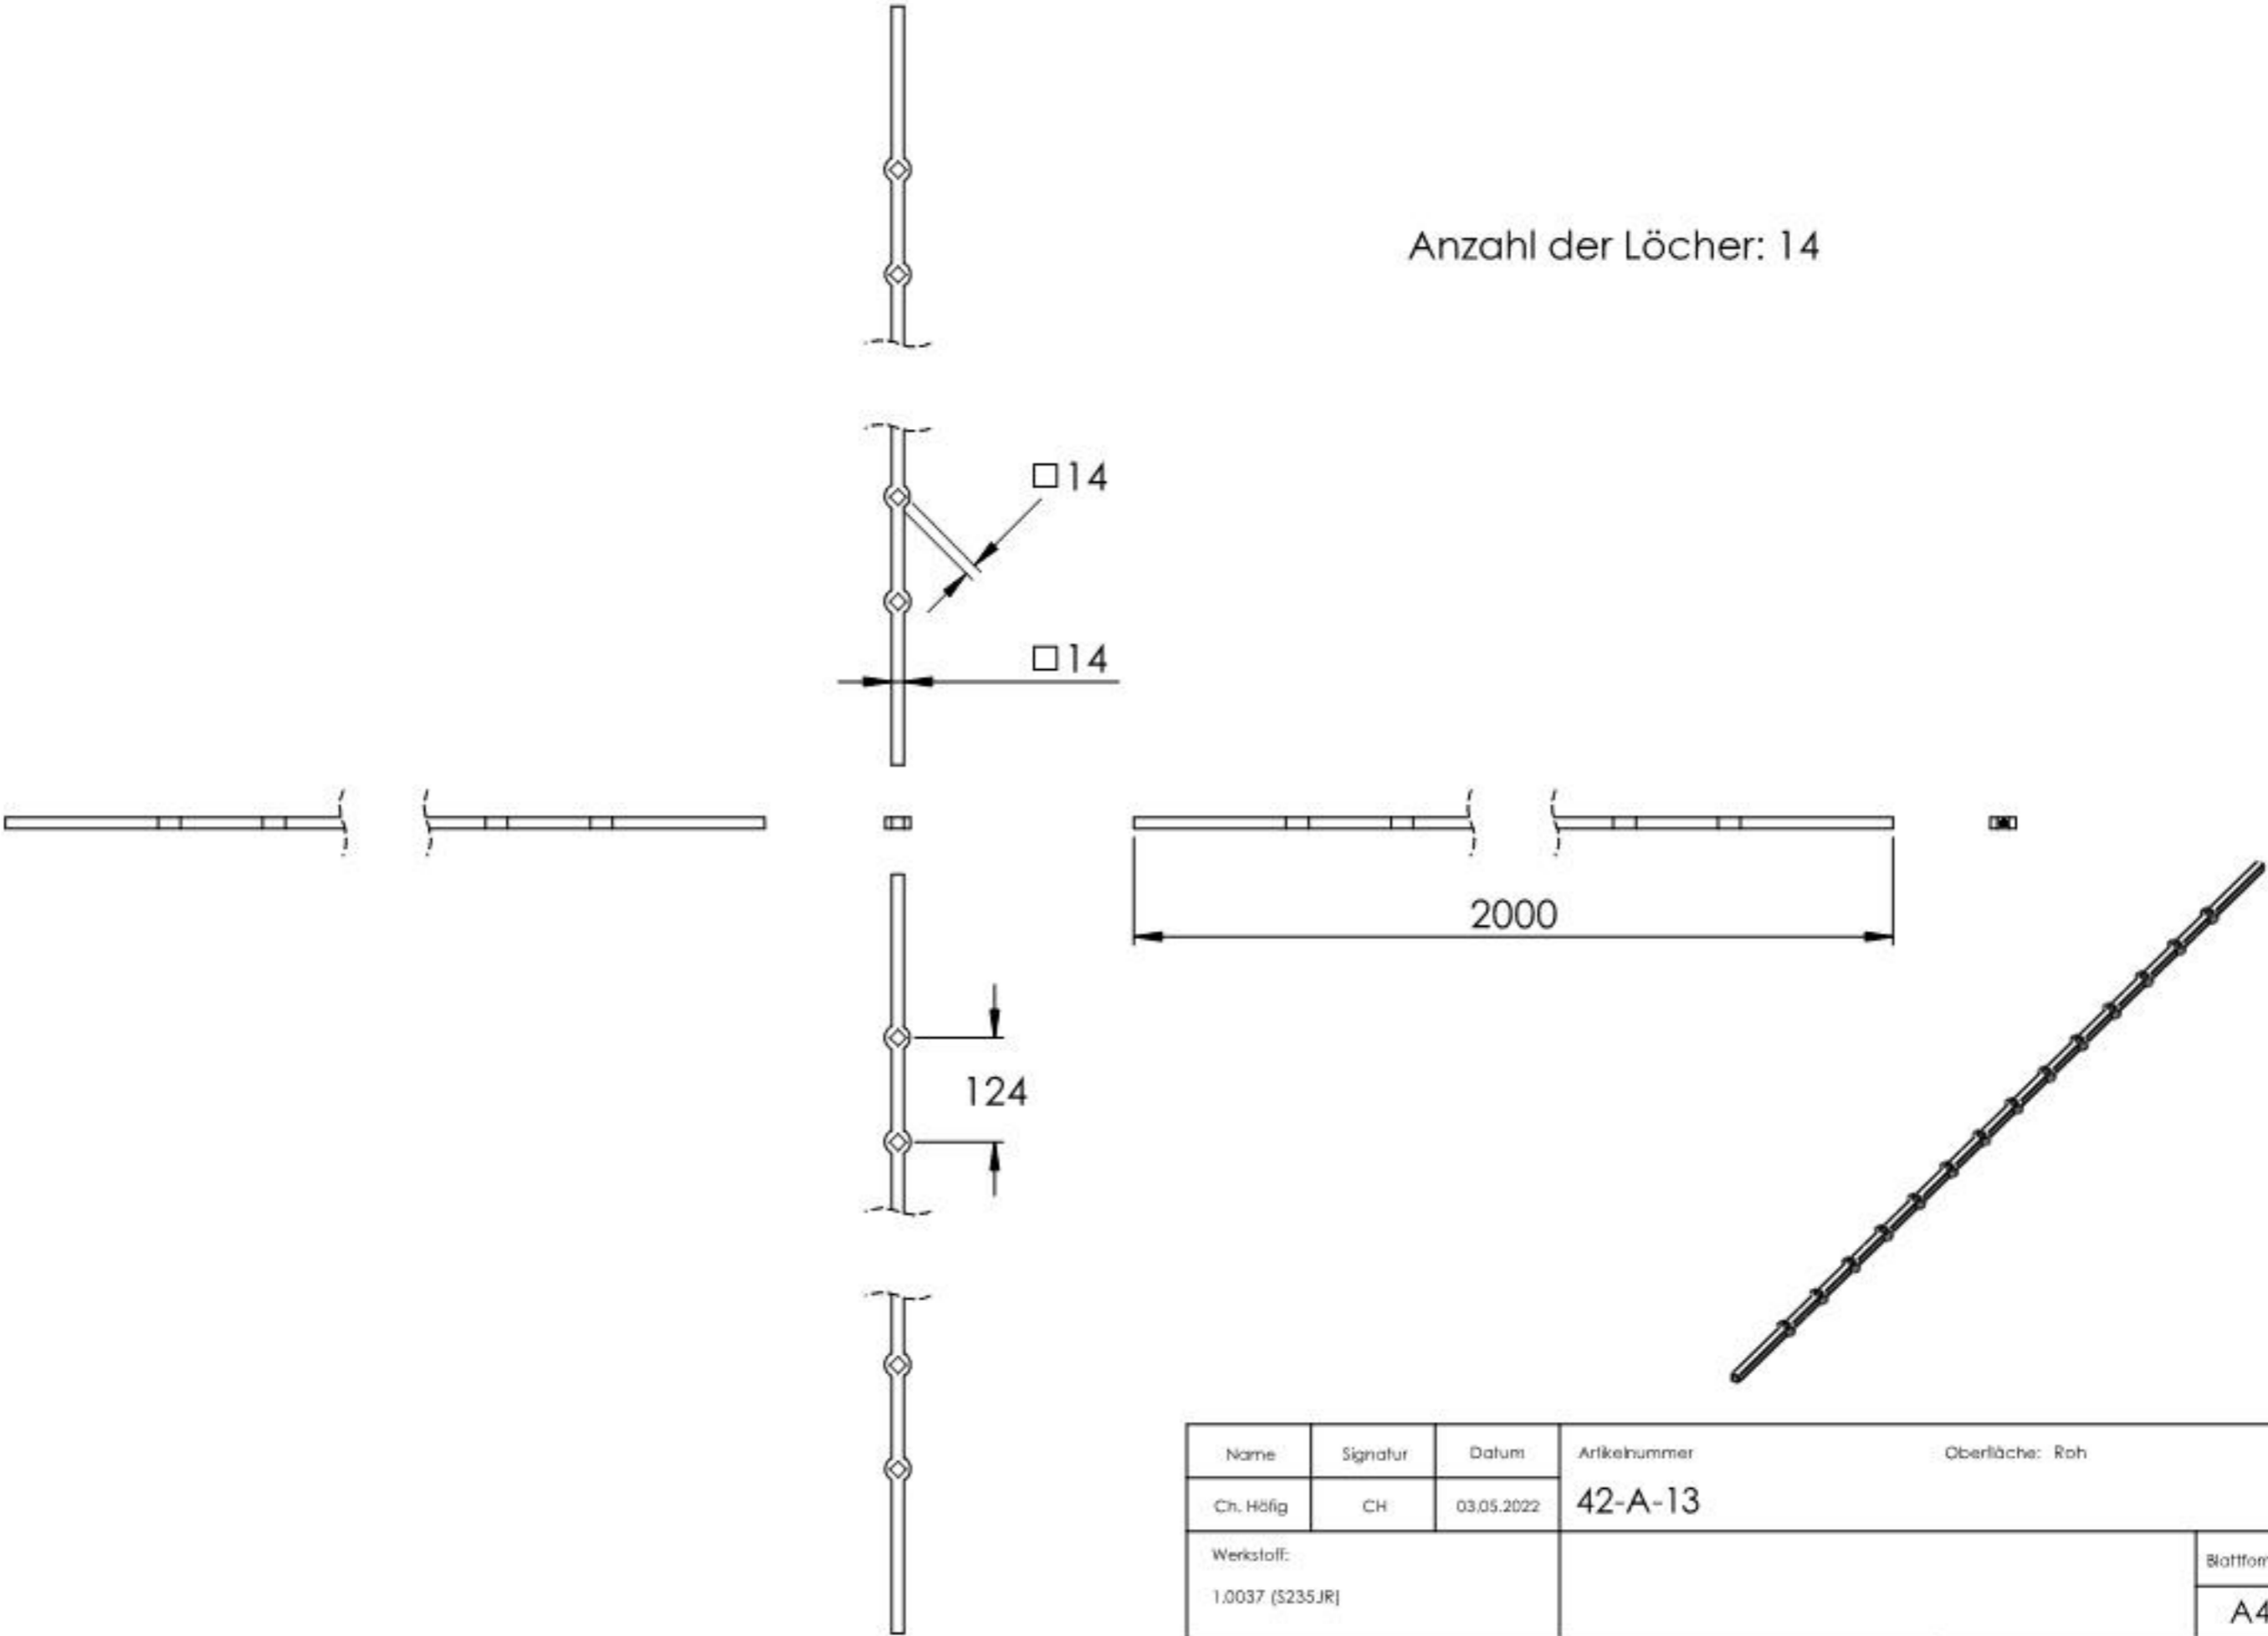 Anzahl der Löcher: 14
□14
□14
2000
124
Name Signatur Datum Artikelnummer Oberfläche: Roh
Ch. Höfig CH 03.05.2022 42-A-13
Werkstoff:
1.0037 (S235JR)
A4